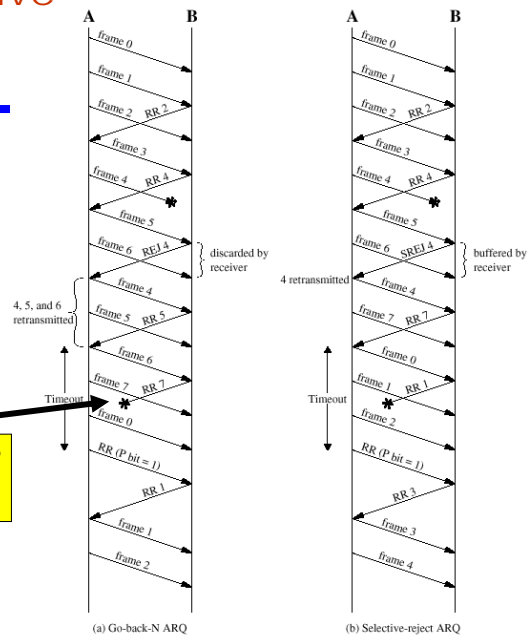 A B
frame 0
frame 1
frame 2
RR 2
frame 3
frame 4
RR 4
frame 5
frame 6
REJ 4
discarded by
receiver
frame 4
4, 5, and 6
retransmitted
frame 5
RR 5
frame 6
Timeout
frame 7
RR 7
frame 0
RR (P bit = 1)
RR 1
frame 1
frame 2
(a) Go-back-N ARQ
A B
frame 0
frame 1
frame 2
RR 2
frame 3
frame 4
RR 4
frame 5
frame 6
SREJ 4
buffered by
receiver
4 retransmitted
frame 4
frame 7
RR 7
frame 0
Timeout
frame 1
RR 1
frame 2
RR (P bit = 1)
RR 3
frame 3
frame 4
(b) Selective-reject ARQ